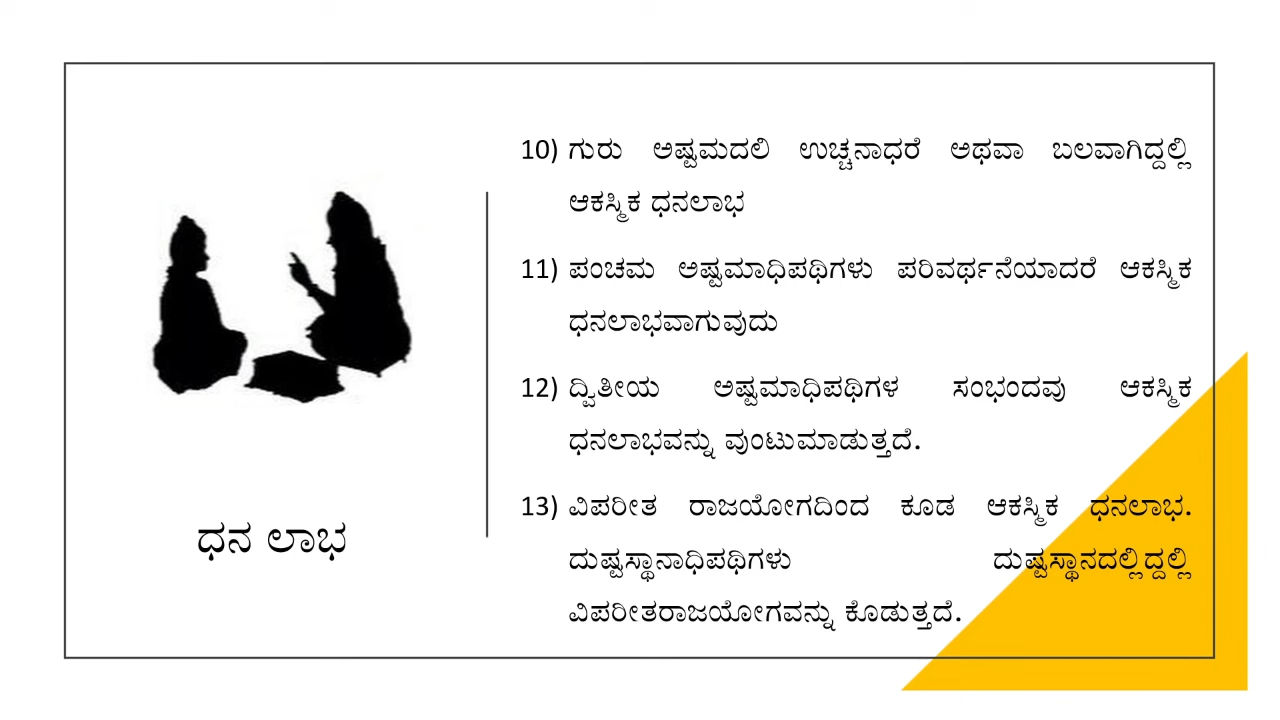 10) ಗುರು ಅಷ್ಟಮದಲಿ ಉಚ್ಚನಾಧರೆ ಅಥವಾ ಬಲವಾಗಿದ್ದಲ್ಲಿ
ಆಕಸ್ಮಿಕ ಧನಲಾಭ
11) ಪಂಚಮ ಅಷ್ಟಮಾಧಿಪಥಿಗಳು ಪರಿವರ್ಥನೆಯಾದರೆ ಆಕಸ್ಮಿಕ
ಧನಲಾಭವಾಗುವುದು
12) ದ್ವಿತೀಯ ಅಷ್ಟಮಾಧಿಪಥಿಗಳ ಸಂಭಂದವು ಆಕಸ್ಮಿಕ
ಧನಲಾಭವನ್ನು ವುಂಟುಮಾಡುತ್ತದೆ.
13) ವಿಪರೀತ ರಾಜಯೋಗದಿಂದ ಕೂಡ ಆಕಸ್ಮಿಕ ಧನಲಾಭ.
ದುಷ್ಟಸ್ಥಾನಾಧಿಪಥಿಗಳು ದುಷ್ಟಸ್ಥಾನದಲ್ಲಿದ್ದಲ್ಲಿ
ವಿಪರೀತರಾಜಯೋಗವನ್ನು ಕೊಡುತ್ತದೆ.
ಧನ ಲಾಭ